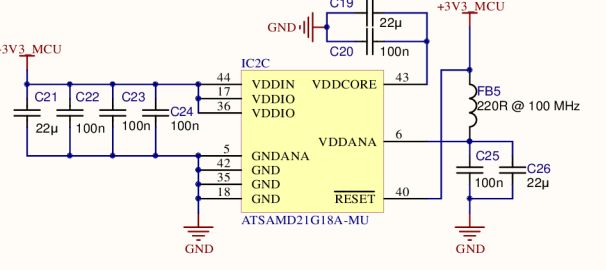 C19
+3V3_MCU
22µ
GND
C20
100n
+3V3_MCU
IC2C
44
VDDIN
VDDCORE
43
17
VDDIO
36
VDDIO
C21
C22
C23
C24
22µ
100n
100n
100n
FB5
220R @ 100 MHz
VDDANA
6
5
GNDANA
42
GND
35
GND
18
GND
RESET
40
C25
C26
100n
22µ
ATSAMD21G18A-MU
GND
GND